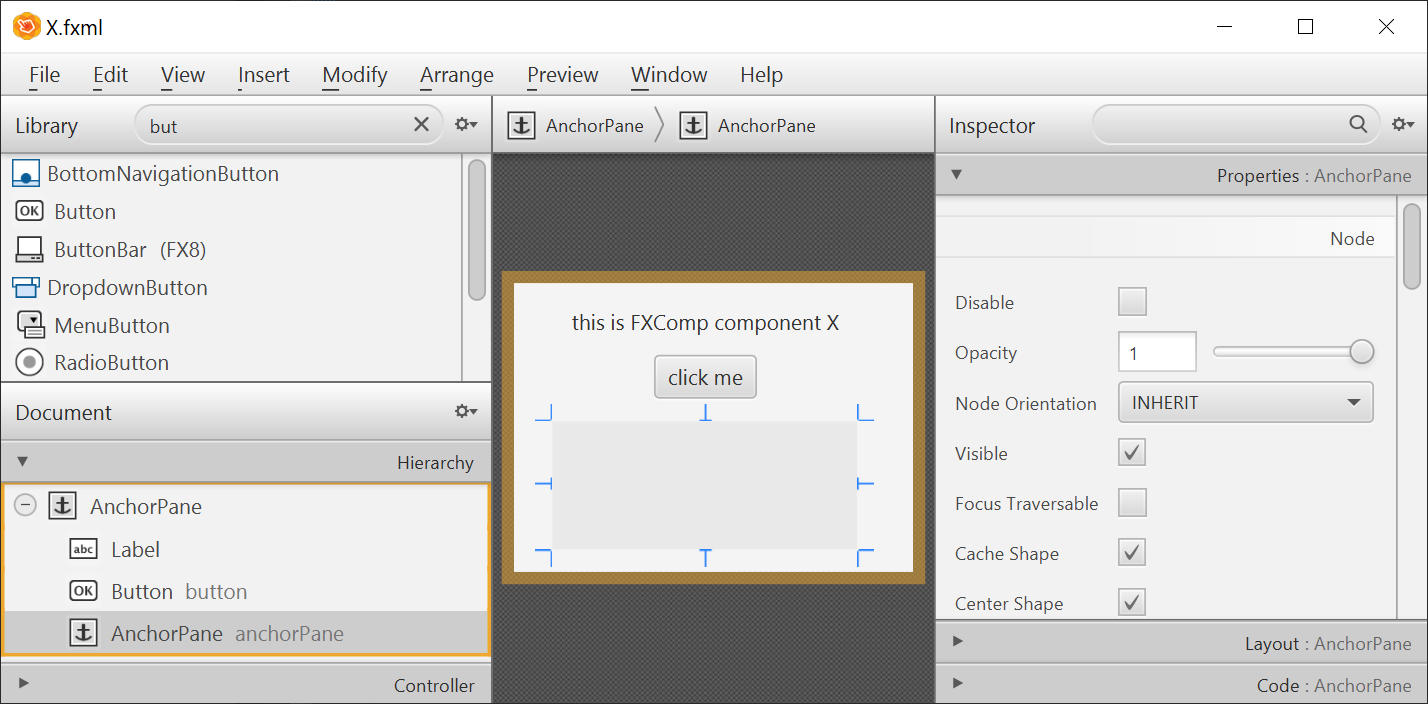 X.fxml
File Edit View Insert Modify Arrange Preview Window Help
Library
but
BottomNavigationButton
OK Button
ButtonBar (FX8)
DropdownButton
MenuButton
RadioButton
Document
Hierarchy
AnchorPane
abc Label
OK Button button
AnchorPane anchorPane
Controller
AnchorPane AnchorPane
this is FXComp component X
click me
Inspector
Properties : AnchorPane
Node
Disable
Opacity 1
Node Orientation INHERIT
Visible
Focus Traversable
Cache Shape
Center Shape
Layout : AnchorPane
Code : AnchorPane